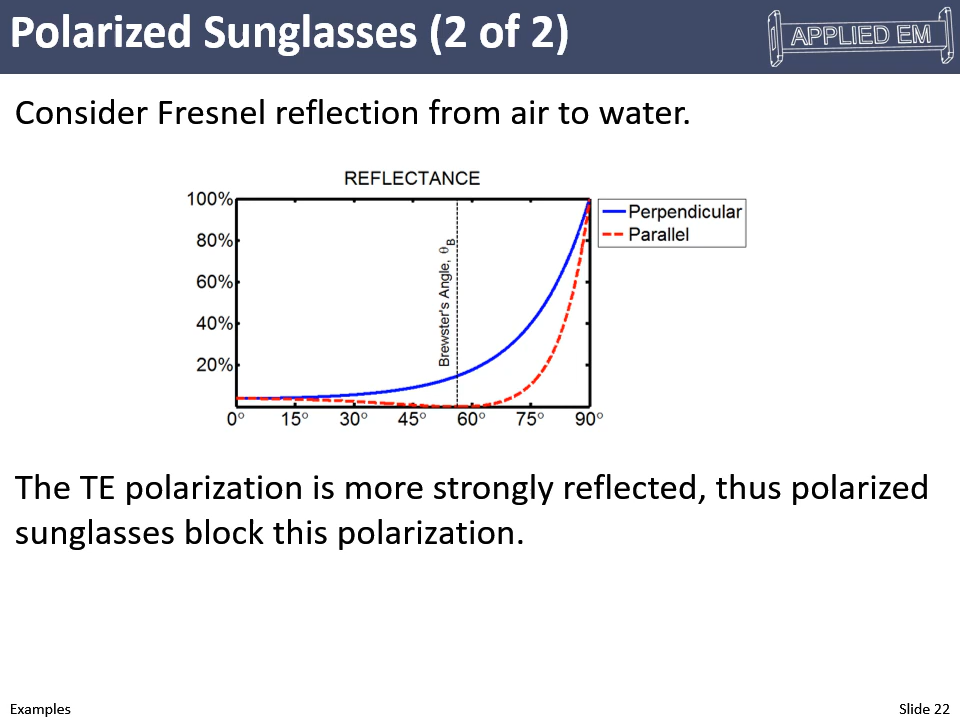 Polarized Sunglasses (2 of 2)
APPLIED EM
Consider Fresnel reflection from air to water.
REFLECTANCE
100%
80%
60%
40%
20%
Brewster's Angle, θB
0° 15° 30° 45° 60° 75° 90°
Perpendicular
Parallel
The TE polarization is more strongly reflected, thus polarized
sunglasses block this polarization.
Examples
Slide 22